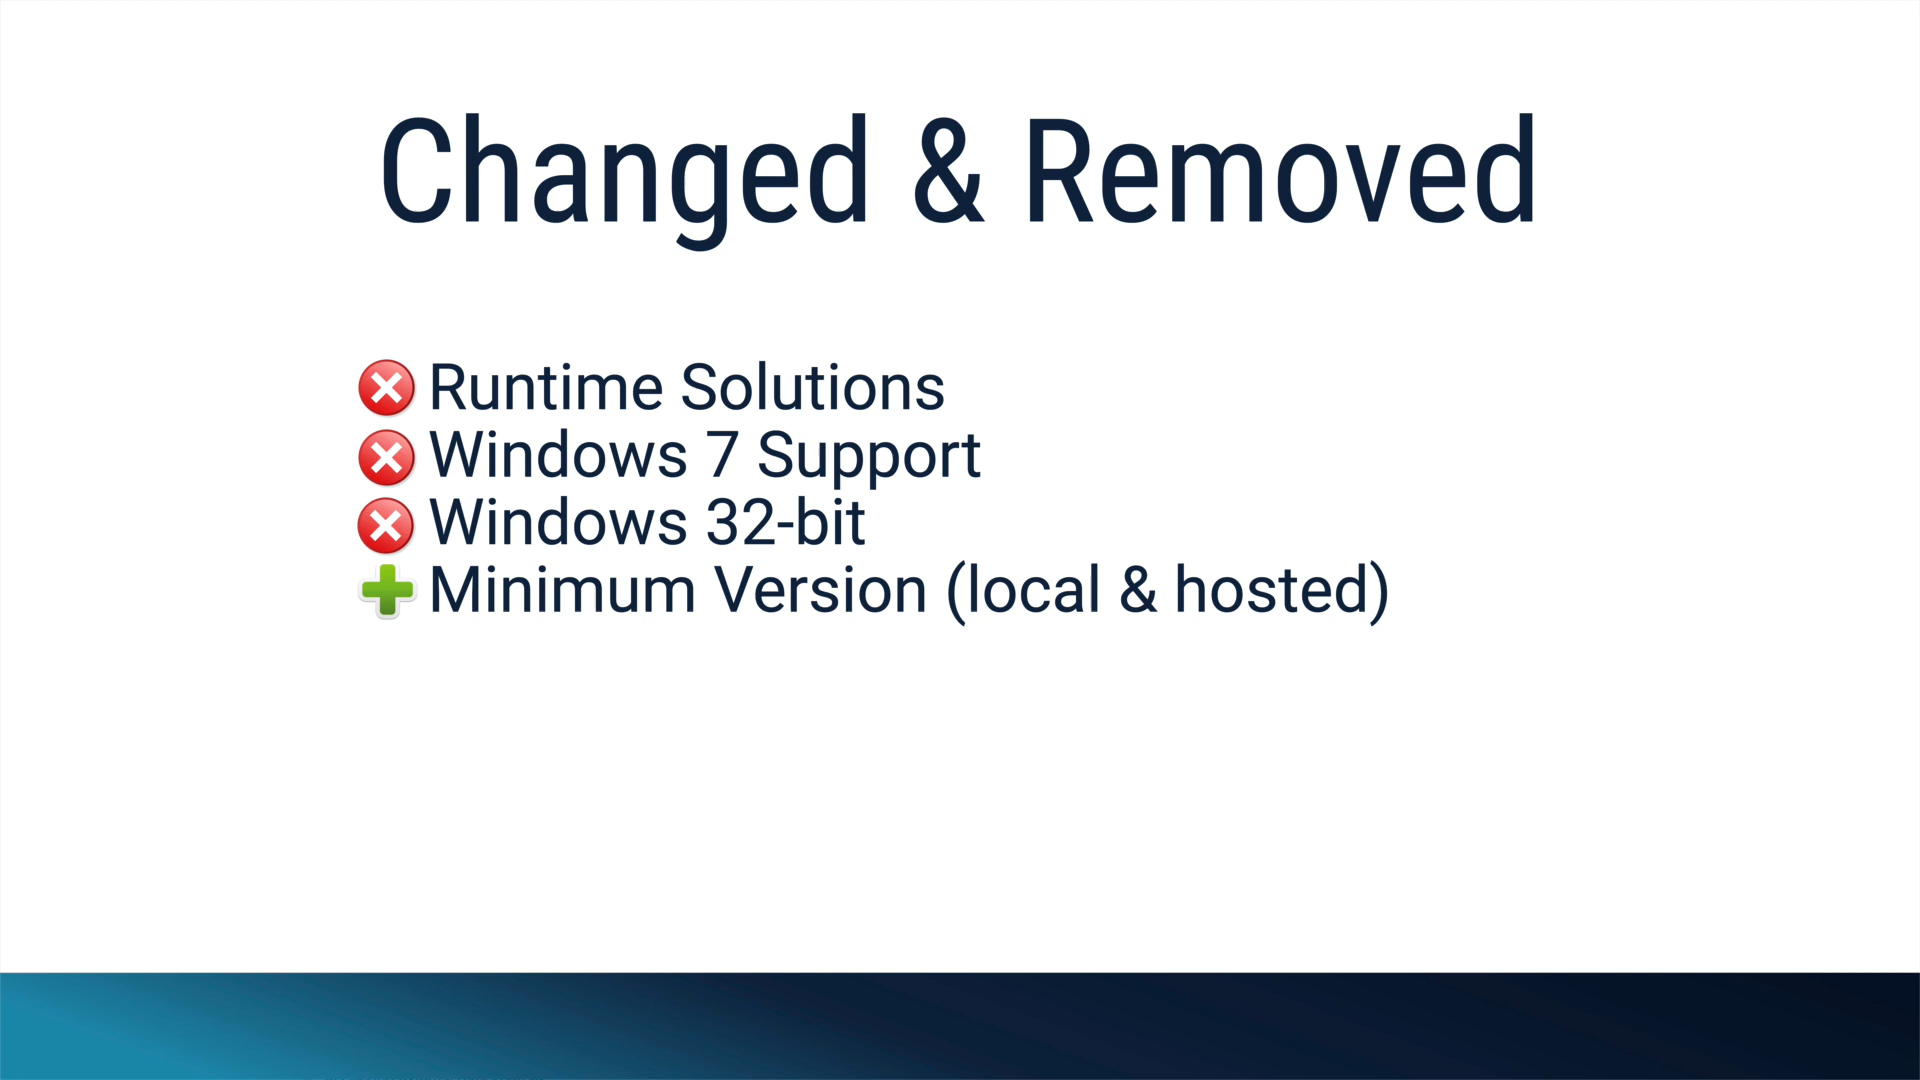 Changed & Removed
Runtime Solutions
Windows 7 Support
Windows 32-bit
Minimum Version (local & hosted)